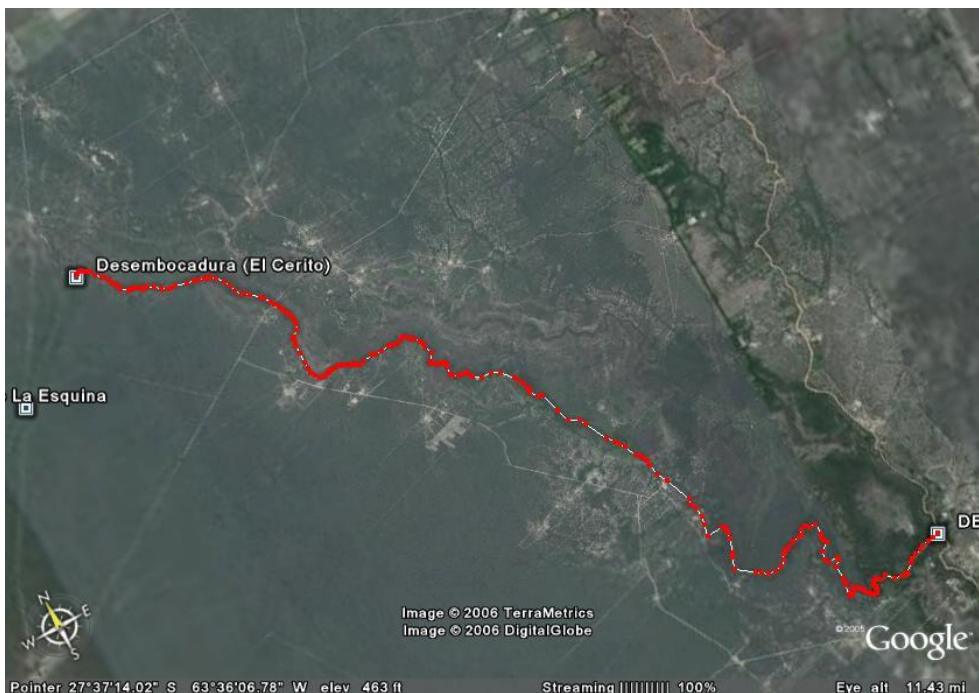 Desembocadura (El Cerito)
La Esquina
DE
N
E
W
S
Image © 2006 TerraMetrics
Image © 2006 DigitalGlobe
©2005 Google™
Pointer 27°37'14.02" S 63°36'06.78" W elev 463 ft Streaming |||||||||| 100% Eye alt 11.43 mi